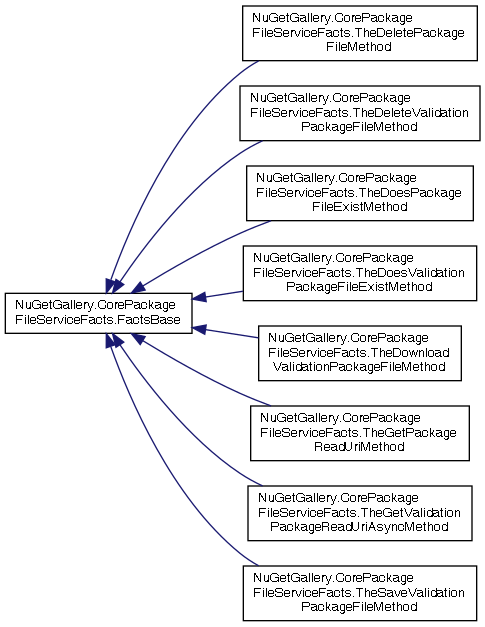 NuGetGallery.CorePackage
FileServiceFacts.TheDeletePackage
FileMethod
NuGetGallery.CorePackage
FileServiceFacts.TheDeleteValidation
PackageFileMethod
NuGetGallery.CorePackage
FileServiceFacts.TheDoesPackage
FileExistMethod
NuGetGallery.CorePackage
FileServiceFacts.TheDoesValidation
PackageFileExistMethod
NuGetGallery.CorePackage
FileServiceFacts.FactsBase
NuGetGallery.CorePackage
FileServiceFacts.TheDownload
ValidationPackageFileMethod
NuGetGallery.CorePackage
FileServiceFacts.TheGetPackage
ReadUriMethod
NuGetGallery.CorePackage
FileServiceFacts.TheGetValidation
PackageReadUriAsyncMethod
NuGetGallery.CorePackage
FileServiceFacts.TheSaveValidation
PackageFileMethod